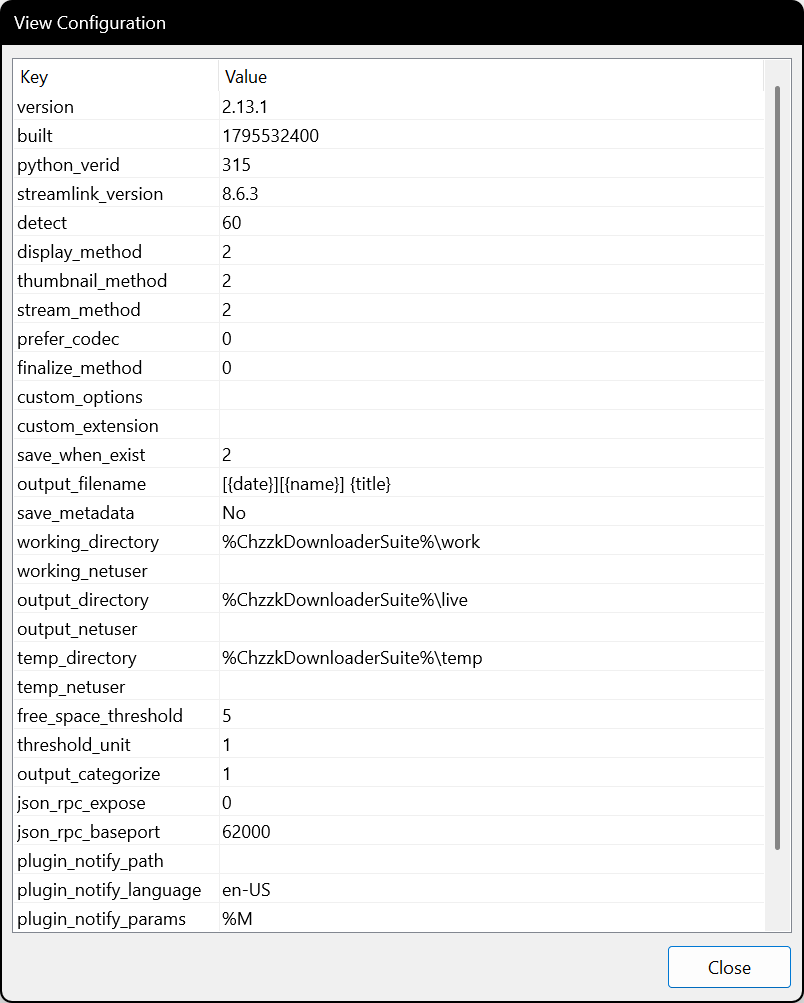 View Configuration
Key Value
version 2.13.1
built 1795532400
python_verid 315
streamlink_version 8.6.3
detect 60
display_method 2
thumbnail_method 2
stream_method 2
prefer_codec 0
finalize_method 0
custom_options
custom_extension
save_when_exist 2
output_filename [{date}][{name}] {title}
save_metadata No
working_directory %ChzzkDownloaderSuite%\work
working_netuser
output_directory %ChzzkDownloaderSuite%\live
output_netuser
temp_directory %ChzzkDownloaderSuite%\temp
temp_netuser
free_space_threshold 5
threshold_unit 1
output_categorize 1
json_rpc_expose 0
json_rpc_baseport 62000
plugin_notify_path
plugin_notify_language en-US
plugin_notify_params %M
Close